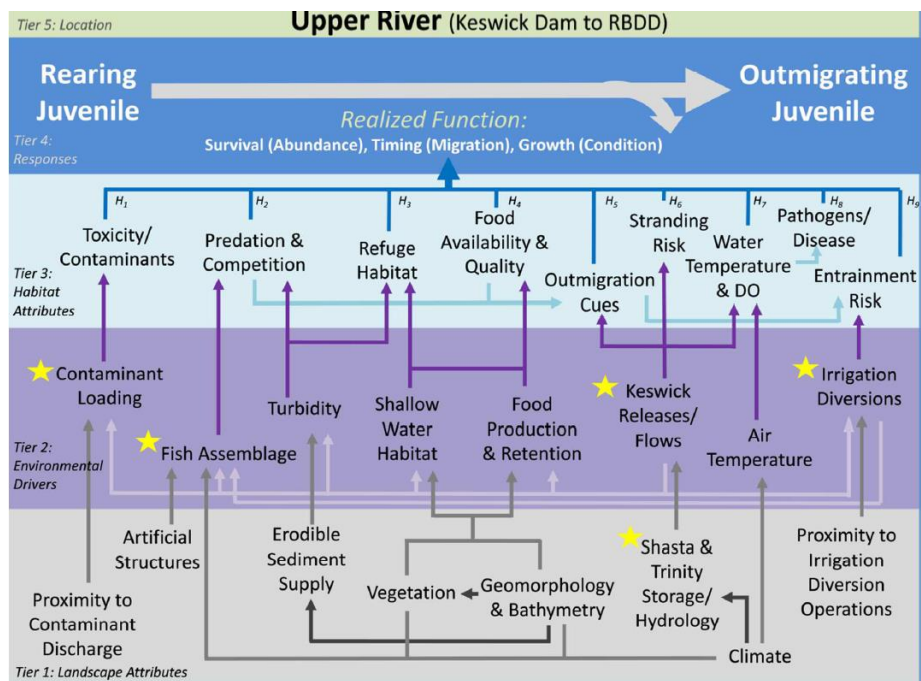 Tier 5: Location
Upper River (Keswick Dam to RBDD)
Rearing
Juvenile
Outmigrating
Juvenile
Realized Function:
Survival (Abundance), Timing (Migration), Growth (Condition)
Tier 4:
Responses
H1
H2
H3
H4
H5
H6
H7
H8
H9
Toxicity/
Contaminants
Predation &
Competition
Refuge
Habitat
Food
Availability &
Quality
Outmigration
Cues
Stranding
Risk
Water
Temperature
& DO
Pathogens/
Disease
Entrainment
Risk
Tier 3:
Habitat
Attributes
Contaminant
Loading
Fish Assemblage
Turbidity
Shallow
Water
Habitat
Food
Production
& Retention
Keswick
Releases/
Flows
Air
Temperature
Irrigation
Diversions
Tier 2:
Environmental
Drivers
Proximity to
Contaminant
Discharge
Artificial
Structures
Erodible
Sediment
Supply
Vegetation
Geomorphology
& Bathymetry
Shasta &
Trinity
Storage/
Hydrology
Climate
Proximity to
Irrigation
Diversion
Operations
Tier 1: Landscape Attributes